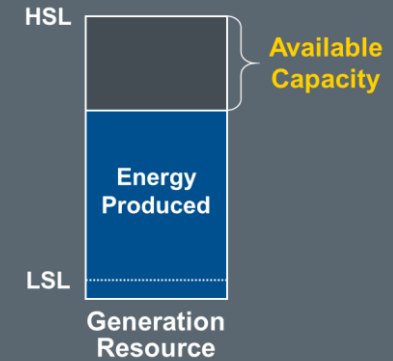 HSL
Available
Capacity
Energy
Produced
LSL
Generation
Resource